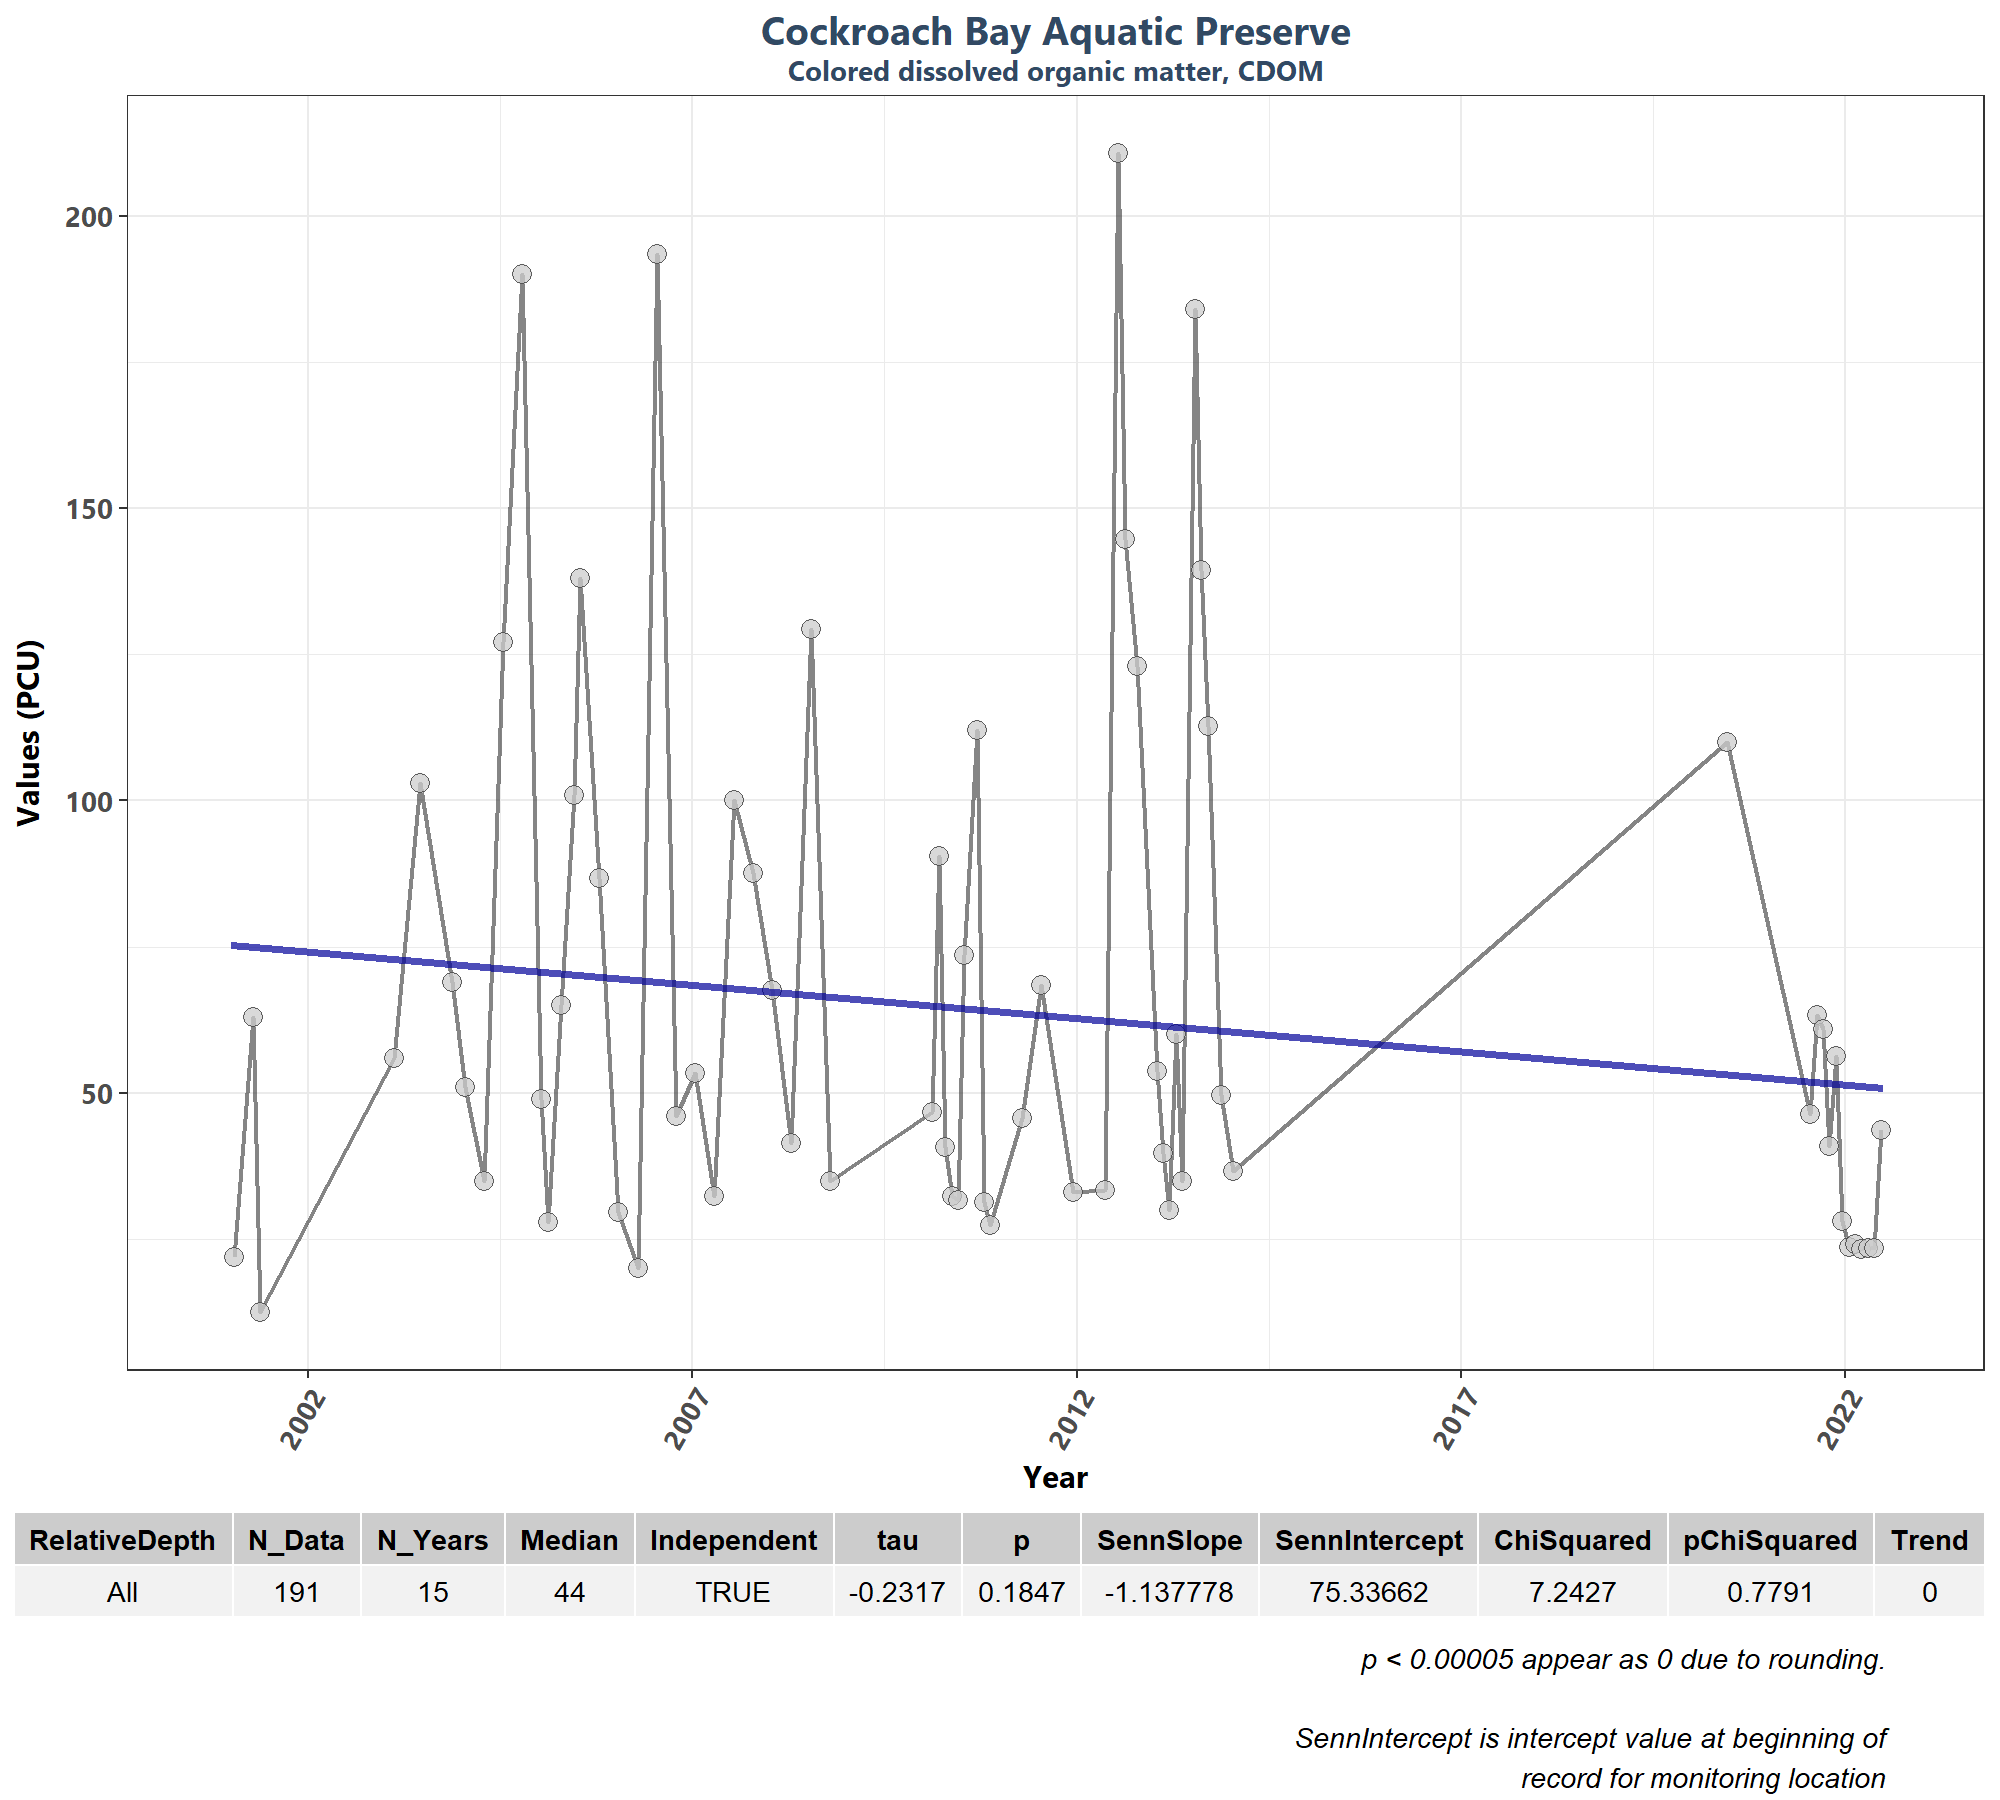 Cockroach Bay Aquatic Preserve
Colored dissolved organic matter, CDOM
Values (PCU)
200
150
100
50
2002 2007 2012 2017 2022
Year
RelativeDepth N_Data N_Years Median Independent tau p SennSlope SennIntercept ChiSquared pChiSquared Trend
All 191 15 44 TRUE -0.2317 0.1847 -1.137778 75.33662 7.2427 0.7791 0
p < 0.00005 appear as 0 due to rounding.
SennIntercept is intercept value at beginning of
record for monitoring location